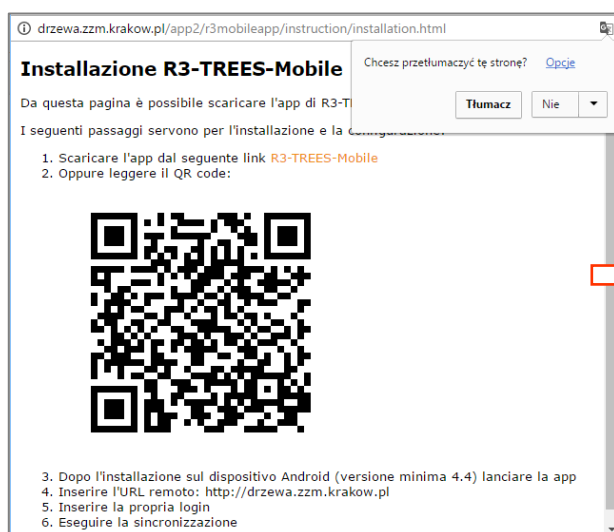 drzewa.zzm.krakow.pl/app2/r3mobileapp/instruction/installation.html
Chcesz przetłumaczyć tę stronę? Opcje
Tłumacz Nie
Installazione R3-TREES-Mobile
Da questa pagina è possibile scaricare l'app di R3-T
I seguenti passaggi servono per l'installazione e la configurazione:
1. Scaricare l'app dal seguente link R3-TREES-Mobile
2. Oppure leggere il QR code:
3. Dopo l'installazione sul dispositivo Android (versione minima 4.4) lanciare la app
4. Inserire l'URL remoto: http://drzewa.zzm.krakow.pl
5. Inserire la propria login
6. Eseguire la sincronizzazione